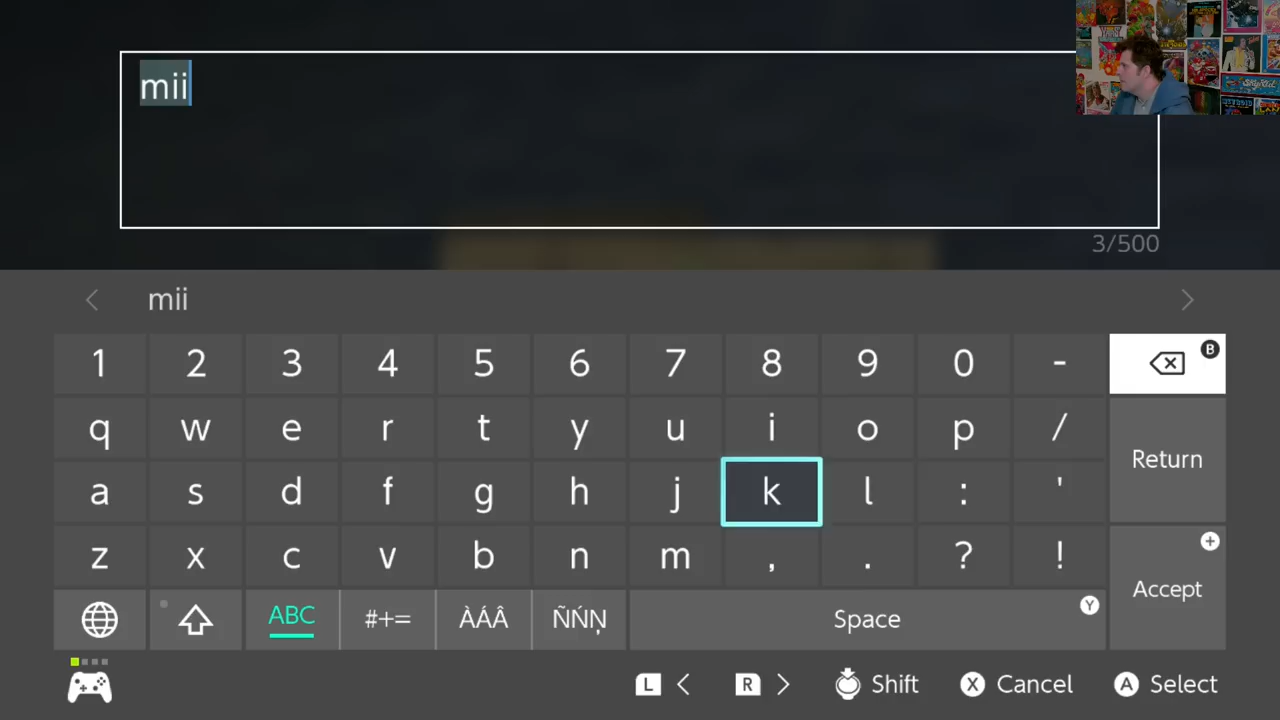 mii
3/500
< mii >
1 2 3 4 5 6 7 8 9 0 - B
q w e r t y u i o p / Return
a s d f g h j k l : '
z x c v b n m , . ? ! + Accept
ABC #+= ÀÁÂ ÑŃŅ Space Y
L < R > Shift X Cancel A Select